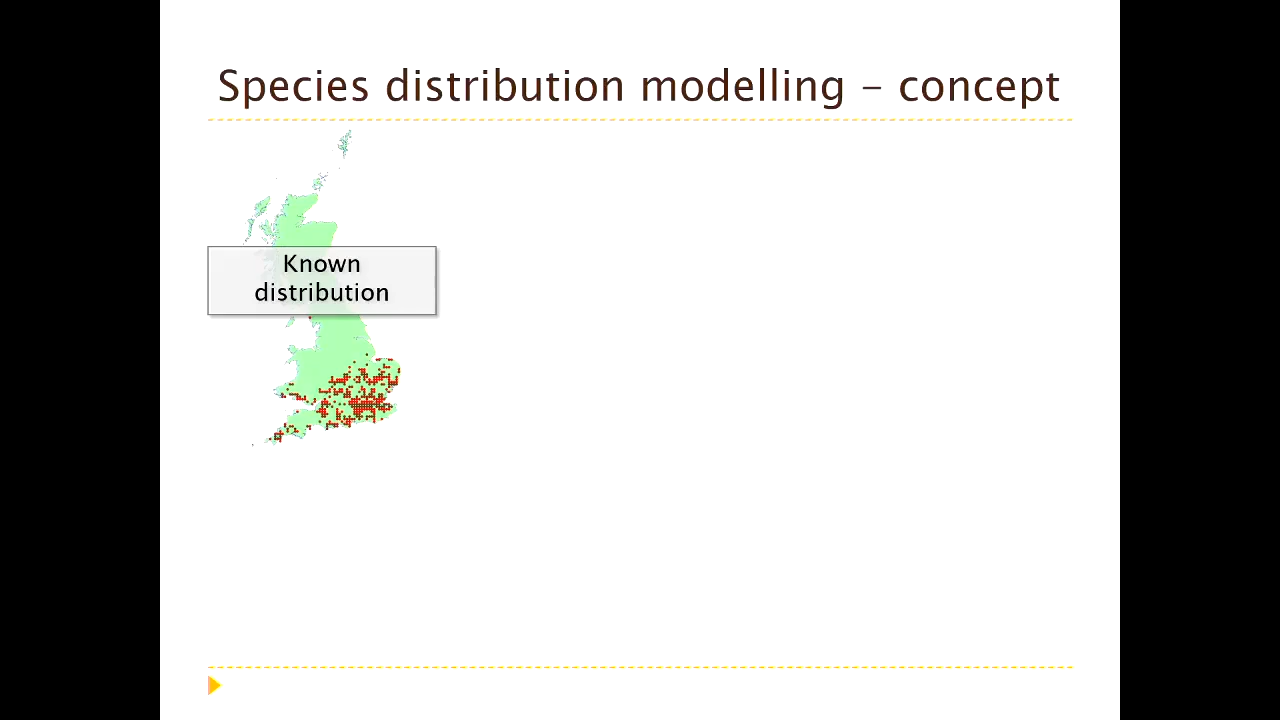 Species distribution modelling – concept
Known
distribution